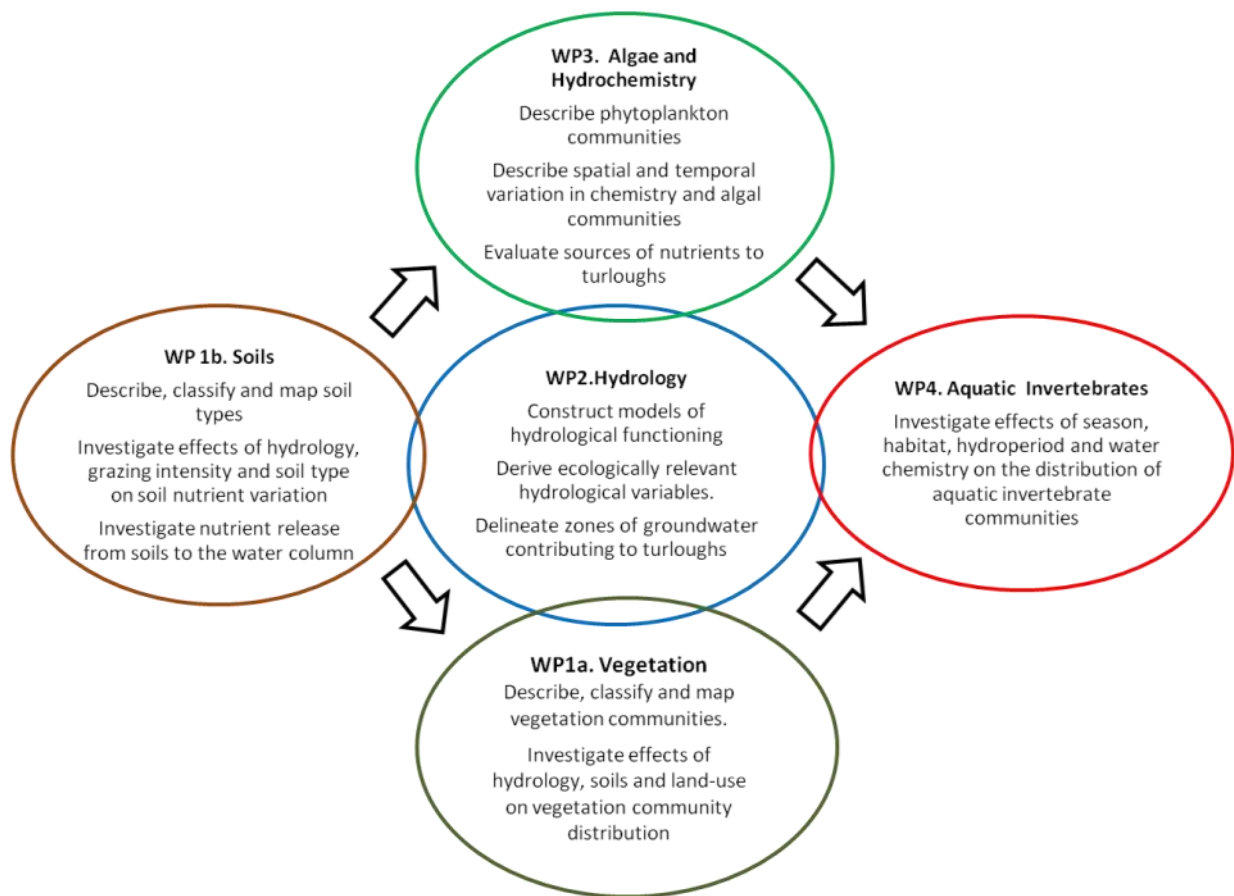 WP3. Algae and
Hydrochemistry
Describe phytoplankton
communities
Describe spatial and temporal
variation in chemistry and algal
communities
Evaluate sources of nutrients to
turloughs
WP 1b. Soils
Describe, classify and map soil
types
Investigate effects of hydrology,
grazing intensity and soil type
on soil nutrient variation
Investigate nutrient release
from soils to the water column
WP2.Hydrology
Construct models of
hydrological functioning
Derive ecologically relevant
hydrological variables.
Delineate zones of groundwater
contributing to turloughs
WP4. Aquatic Invertebrates
Investigate effects of season,
habitat, hydroperiod and water
chemistry on the distribution of
aquatic invertebrate
communities
WP1a. Vegetation
Describe, classify and map
vegetation communities.
Investigate effects of
hydrology, soils and land-use
on vegetation community
distribution